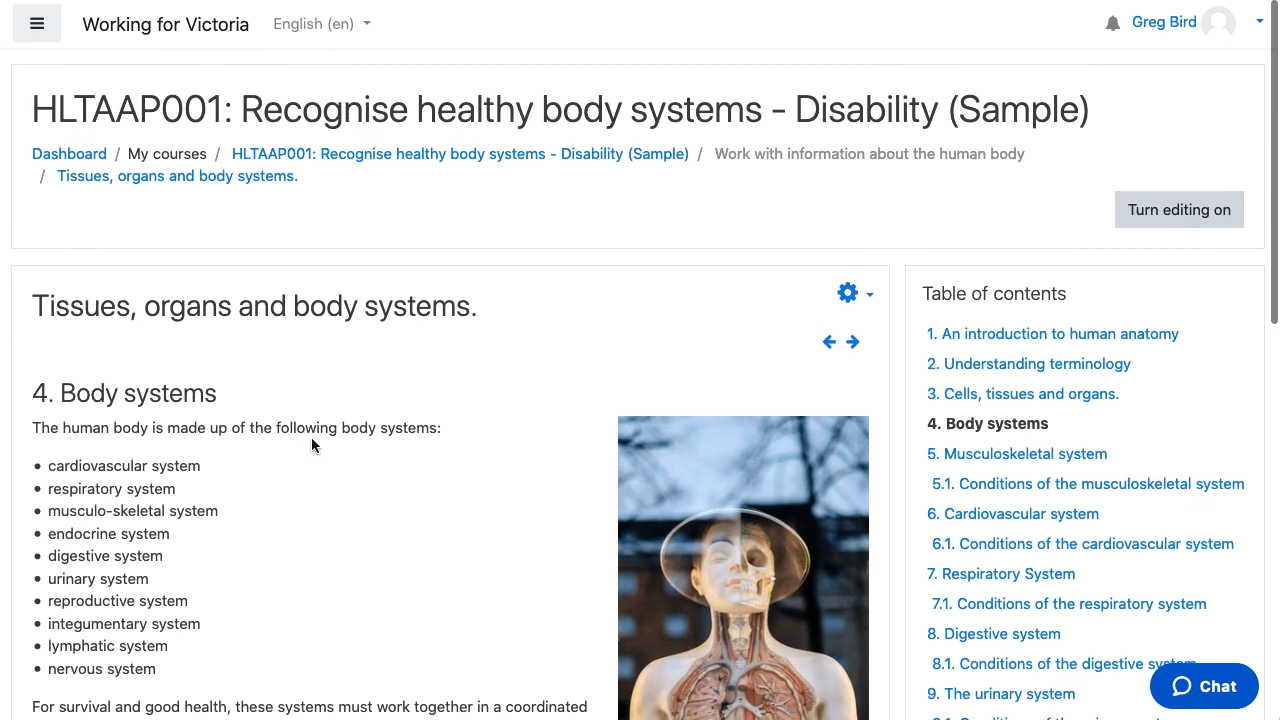 Working for Victoria English (en) Greg Bird
HLTAAP001: Recognise healthy body systems - Disability (Sample)
Dashboard / My courses / HLTAAP001: Recognise healthy body systems - Disability (Sample) / Work with information about the human body
/ Tissues, organs and body systems.
Turn editing on
Tissues, organs and body systems.
4. Body systems
The human body is made up of the following body systems:
• cardiovascular system
• respiratory system
• musculo-skeletal system
• endocrine system
• digestive system
• urinary system
• reproductive system
• integumentary system
• lymphatic system
• nervous system
For survival and good health, these systems must work together in a coordinated
Table of contents
1. An introduction to human anatomy
2. Understanding terminology
3. Cells, tissues and organs.
4. Body systems
5. Musculoskeletal system
5.1. Conditions of the musculoskeletal system
6. Cardiovascular system
6.1. Conditions of the cardiovascular system
7. Respiratory System
7.1. Conditions of the respiratory system
8. Digestive system
8.1. Conditions of the digestive system
9. The urinary system
Chat